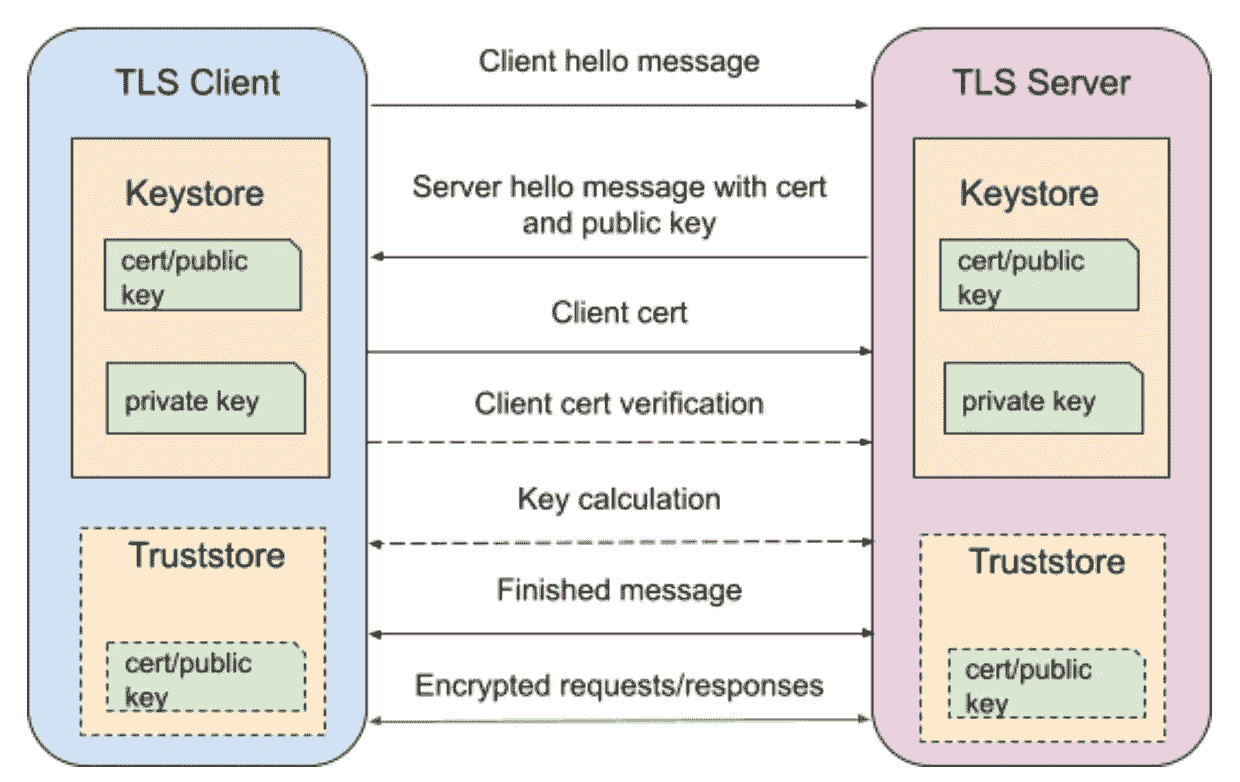 TLS Client
Keystore
cert/public
key
private key
Truststore
cert/public
key
Client hello message
Server hello message with cert
and public key
Client cert
Client cert verification
Key calculation
Finished message
Encrypted requests/responses
TLS Server
Keystore
cert/public
key
private key
Truststore
cert/public
key